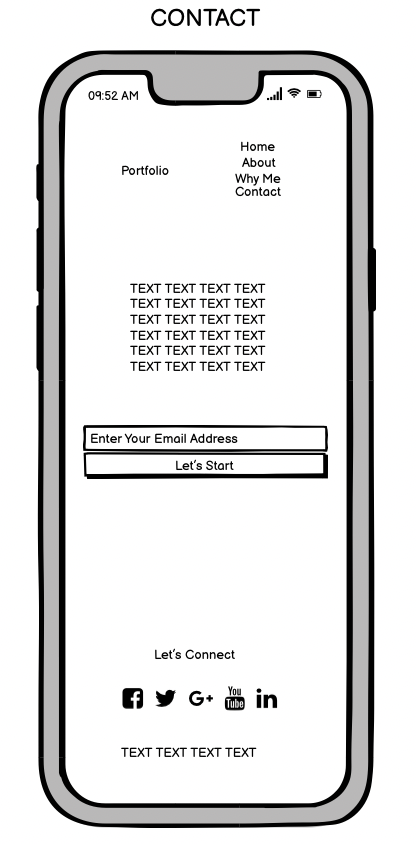 CONTACT
09:52 AM
Portfolio
Home
About
Why Me
Contact
TEXT TEXT TEXT TEXT
TEXT TEXT TEXT TEXT
TEXT TEXT TEXT TEXT
TEXT TEXT TEXT TEXT
TEXT TEXT TEXT TEXT
TEXT TEXT TEXT TEXT
Enter Your Email Address
Let's Start
Let's Connect
f G+ You Tube in
TEXT TEXT TEXT TEXT